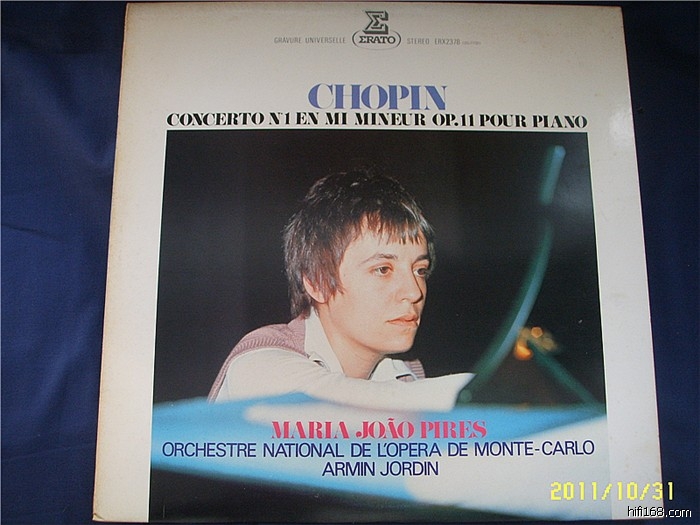 GRAVURE UNIVERSELLE ERATO STEREO ERX2370
CHOPIN
CONCERTO N°1 EN MI MINEUR OP.11 POUR PIANO
MARIA JOÃO PIRES
ORCHESTRE NATIONAL DE L'OPERA DE MONTE-CARLO
ARMIN JORDIN
2011/10/31
hifi168.com